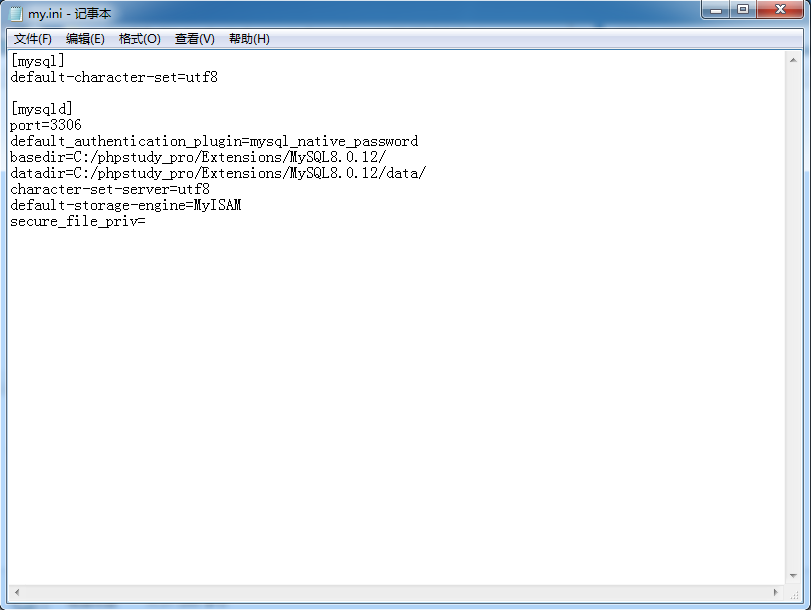 my.ini - 记事本
文件(F) 编辑(E) 格式(O) 查看(V) 帮助(H)
[mysql]
default-character-set=utf8
[mysqld]
port=3306
default_authentication_plugin=mysql_native_password
basedir=C:/phpstudy_pro/Extensions/MySQL8.0.12/
datadir=C:/phpstudy_pro/Extensions/MySQL8.0.12/data/
character-set-server=utf8
default-storage-engine=MyISAM
secure_file_priv=